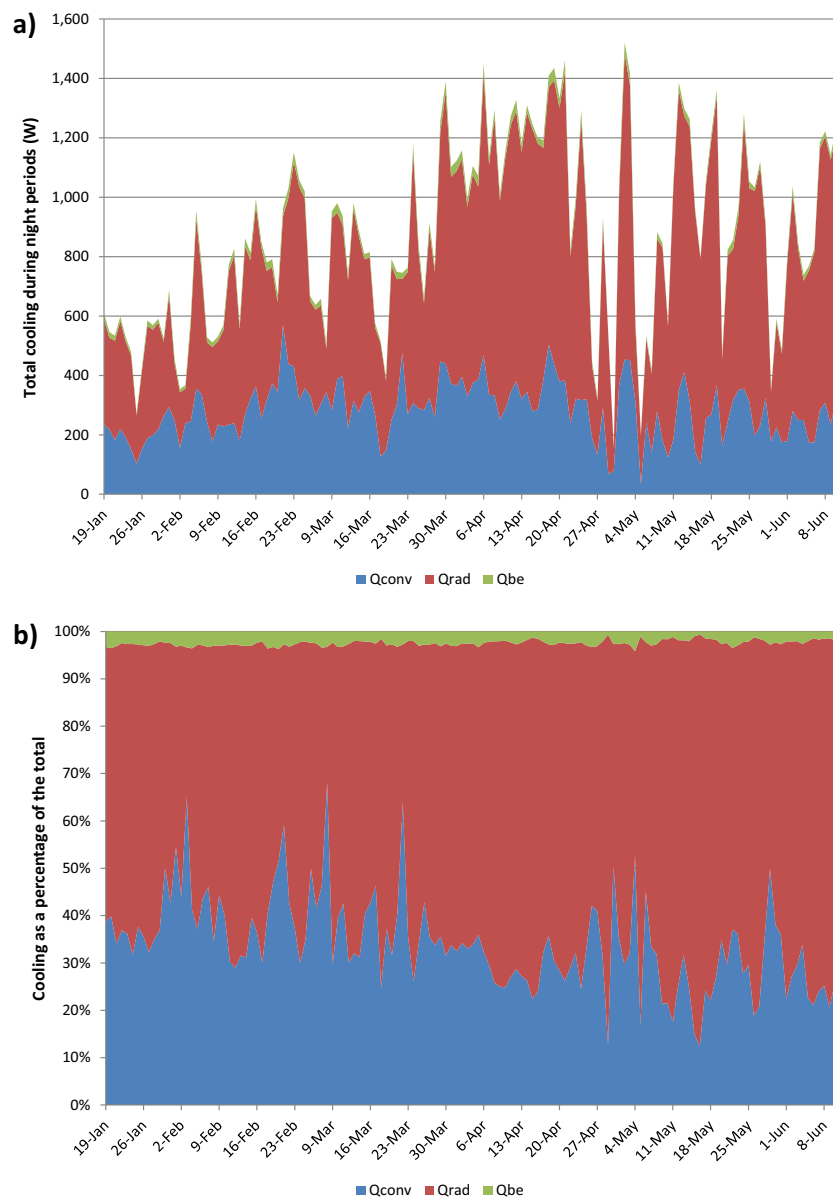 a)
Total cooling during night periods (W)
1,600
1,400
1,200
1,000
800
600
400
200
0
19-Jan
26-Jan
2-Feb
9-Feb
16-Feb
23-Feb
9-Mar
16-Mar
23-Mar
30-Mar
6-Apr
13-Apr
20-Apr
27-Apr
4-May
11-May
18-May
25-May
1-Jun
8-Jun
Qconv Qrad Qbe
b)
Cooling as a percentage of the total
100%
90%
80%
70%
60%
50%
40%
30%
20%
10%
0%
19-Jan
26-Jan
2-Feb
9-Feb
16-Feb
23-Feb
9-Mar
16-Mar
23-Mar
30-Mar
6-Apr
13-Apr
20-Apr
27-Apr
4-May
11-May
18-May
25-May
1-Jun
8-Jun
Qconv Qrad Qbe